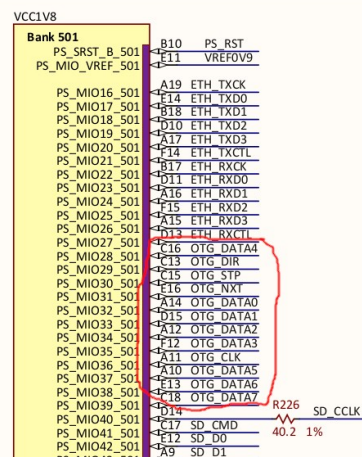 VCC1V8
Bank 501
PS_SRST_B_501 B10 PS_RST
PS_MIO_VREF_501 E11 VREF0V9
PS_MIO16_501 A19 ETH_TXCK
PS_MIO17_501 E14 ETH_TXD0
PS_MIO18_501 B18 ETH_TXD1
PS_MIO19_501 D10 ETH_TXD2
PS_MIO20_501 A17 ETH_TXD3
PS_MIO21_501 F14 ETH_TXCTL
PS_MIO22_501 B17 ETH_RXCK
PS_MIO23_501 D11 ETH_RXD0
PS_MIO24_501 A16 ETH_RXD1
PS_MIO25_501 F15 ETH_RXD2
PS_MIO26_501 A15 ETH_RXD3
PS_MIO27_501 D13 ETH_RXCTL
PS_MIO28_501 C16 OTG_DATA4
PS_MIO29_501 C13 OTG_DIR
PS_MIO30_501 C15 OTG_STP
PS_MIO31_501 E16 OTG_NXT
PS_MIO32_501 A14 OTG_DATA0
PS_MIO33_501 D15 OTG_DATA1
PS_MIO34_501 A12 OTG_DATA2
PS_MIO35_501 F12 OTG_DATA3
PS_MIO36_501 A11 OTG_CLK
PS_MIO37_501 A10 OTG_DATA5
PS_MIO38_501 E13 OTG_DATA6
PS_MIO39_501 C18 OTG_DATA7
PS_MIO40_501 D14 R226 SD_CCLK
PS_MIO41_501 C17 SD_CMD 40.2 1%
PS_MIO42_501 E12 SD_D0
A9 SD_D1